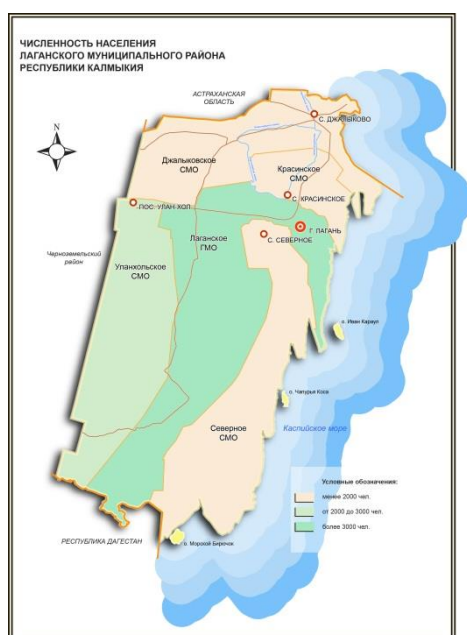 ЧИСЛЕННОСТЬ НАСЕЛЕНИЯ
ЛАГАНСКОГО МУНИЦИПАЛЬНОГО РАЙОНА
РЕСПУБЛИКИ КАЛМЫКИЯ
АСТРАХАНСКАЯ
ОБЛАСТЬ
N
С. ДЖАЛЫКОВО
Джалыковское
СМО
Красинское
СМО
С. КРАСИНСКОЕ
ПОС. УЛАН-ХОЛ
Лаганское
ГМО
Г. ЛАГАНЬ
С. СЕВЕРНОЕ
Черноземельский
район
Уланхольское
СМО
о. Иван Караул
о. Чапурья Коса
Каспийское море
Северное
СМО
Условные обозначения:
менее 2000 чел.
от 2000 до 3000 чел.
более 3000 чел.
РЕСПУБЛИКА ДАГЕСТАН
о. Морской Бирючок